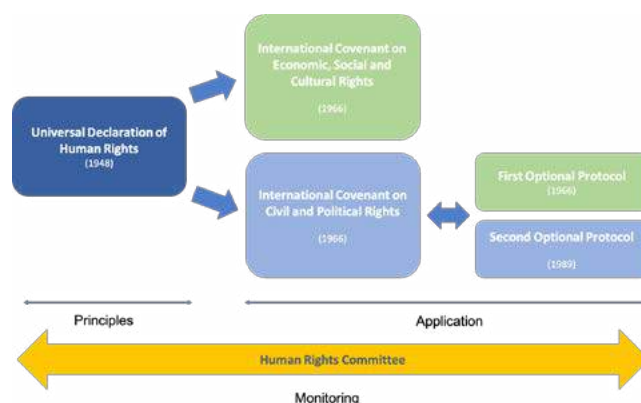 International Covenant on
Economic, Social and
Cultural Rights
(1966)
Universal Declaration of
Human Rights
(1948)
International Covenant on
Civil and Political Rights
(1966)
First Optional Protocol
(1966)
Second Optional Protocol
(1989)
Principles
Application
Human Rights Committee
Monitoring